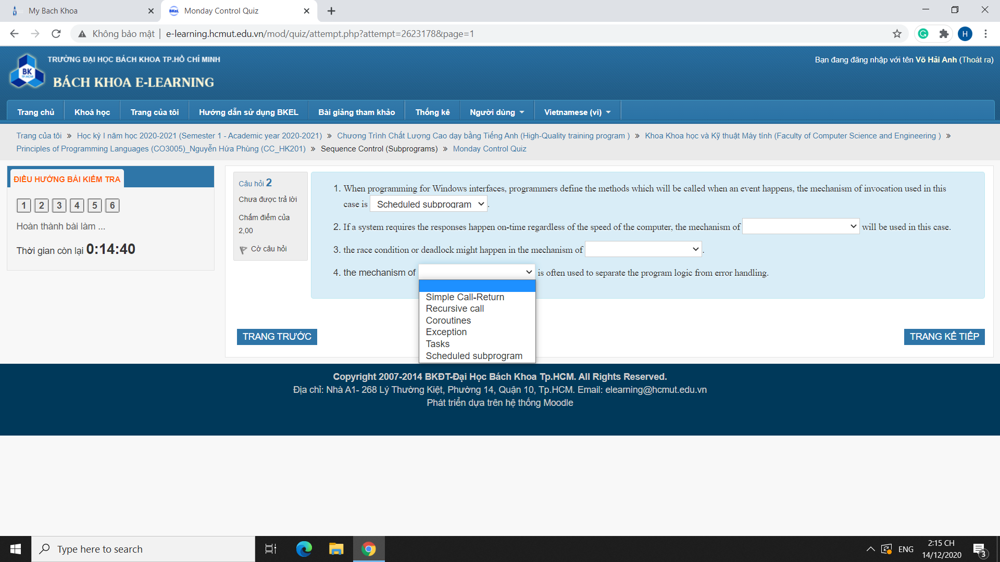 My Bach Khoa
Monday Control Quiz
Không bảo mật
e-learning.hcmut.edu.vn/mod/quiz/attempt.php?attempt=2623178&page=1
G
H
TRƯỜNG ĐẠI HỌC BÁCH KHOA TP.HỒ CHÍ MINH
BK
TP.HCM
BÁCH KHOA E-LEARNING
Bạn đang đăng nhập với tên Võ Hải Anh (Thoát ra)
Trang chủ
Khoá học
Trang của tôi
Hướng dẫn sử dụng BKEL
Bài giảng tham khảo
Thống kê
Người dùng
Vietnamese (vi)
Trang của tôi » Học kỳ I năm học 2020-2021 (Semester 1 - Academic year 2020-2021) » Chương Trình Chất Lượng Cao dạy bằng Tiếng Anh (High-Quality training program ) » Khoa Khoa học và Kỹ thuật Máy tính (Faculty of Computer Science and Engineering ) »
Principles of Programming Languages (CO3005)_Nguyễn Hứa Phùng (CC_HK201) » Sequence Control (Subprograms) » Monday Control Quiz
ĐIỀU HƯỚNG BÀI KIỂM TRA
1 2 3 4 5 6
Hoàn thành bài làm ...
Thời gian còn lại 0:14:40
Câu hỏi 2
Chưa được trả lời
Chấm điểm của
2,00
Cờ câu hỏi
1. When programming for Windows interfaces, programmers define the methods which will be called when an event happens, the mechanism of invocation used in this
case is Scheduled subprogram .
2. If a system requires the responses happen on-time regardless of the speed of the computer, the mechanism of will be used in this case.
3. the race condition or deadlock might happen in the mechanism of .
4. the mechanism of is often used to separate the program logic from error handling.
Simple Call-Return
Recursive call
Coroutines
Exception
Tasks
Scheduled subprogram
TRANG TRƯỚC
TRANG KẾ TIẾP
Copyright 2007-2014 BKĐT-Đại Học Bách Khoa Tp.HCM. All Rights Reserved.
Địa chỉ: Nhà A1- 268 Lý Thường Kiệt, Phường 14, Quận 10, Tp.HCM. Email: elearning@hcmut.edu.vn
Phát triển dựa trên hệ thống Moodle
Type here to search
ENG
2:15 CH
14/12/2020
3